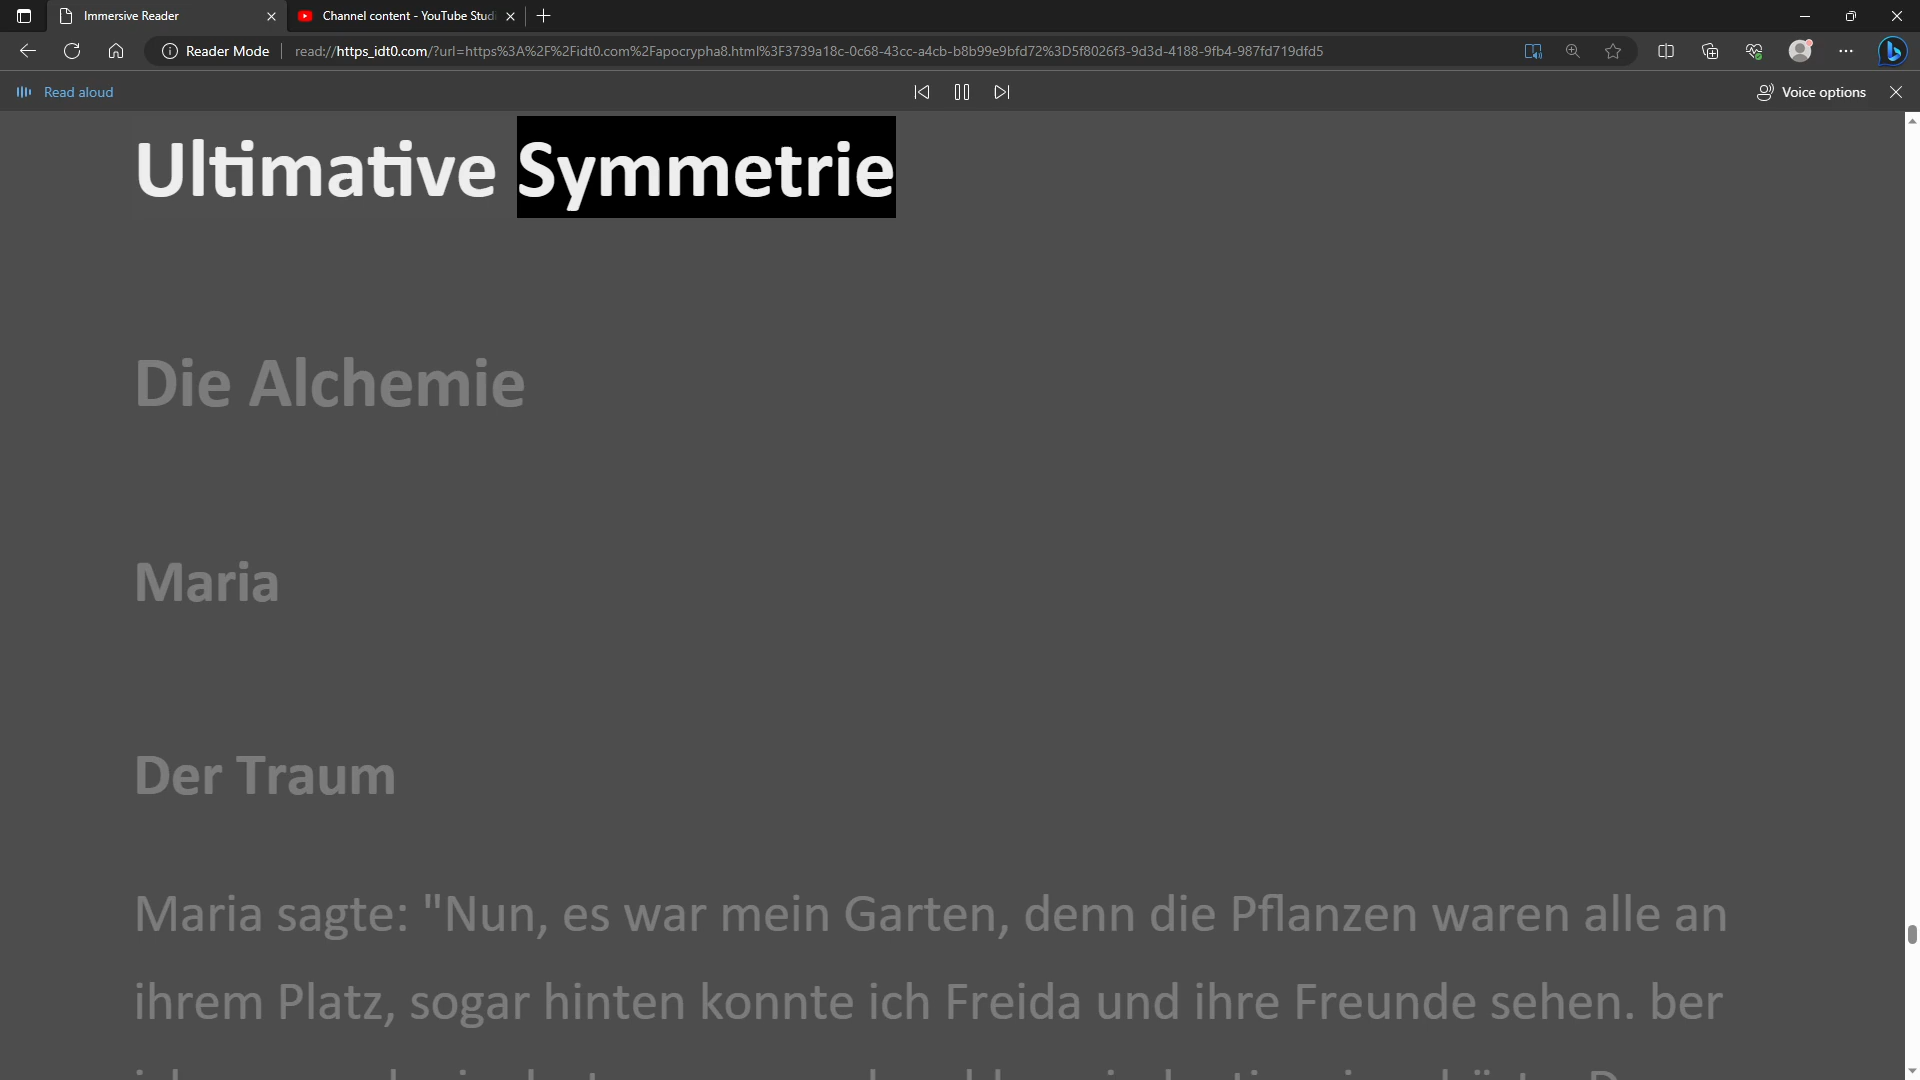 Immersive Reader
Channel content - YouTube Studi
Reader Mode
read://https_idt0.com/?url=https%3A%2F%2Fidt0.com%2Fapocrypha8.html%3F3739a18c-0c68-43cc-a4cb-b8b99e9bfd72%3D5f8026f3-9d3d-4188-9fb4-987fd719dfd5
Read aloud
Voice options
Ultimative Symmetrie
Die Alchemie
Maria
Der Traum
Maria sagte: "Nun, es war mein Garten, denn die Pflanzen waren alle an
ihrem Platz, sogar hinten konnte ich Freida und ihre Freunde sehen. ber